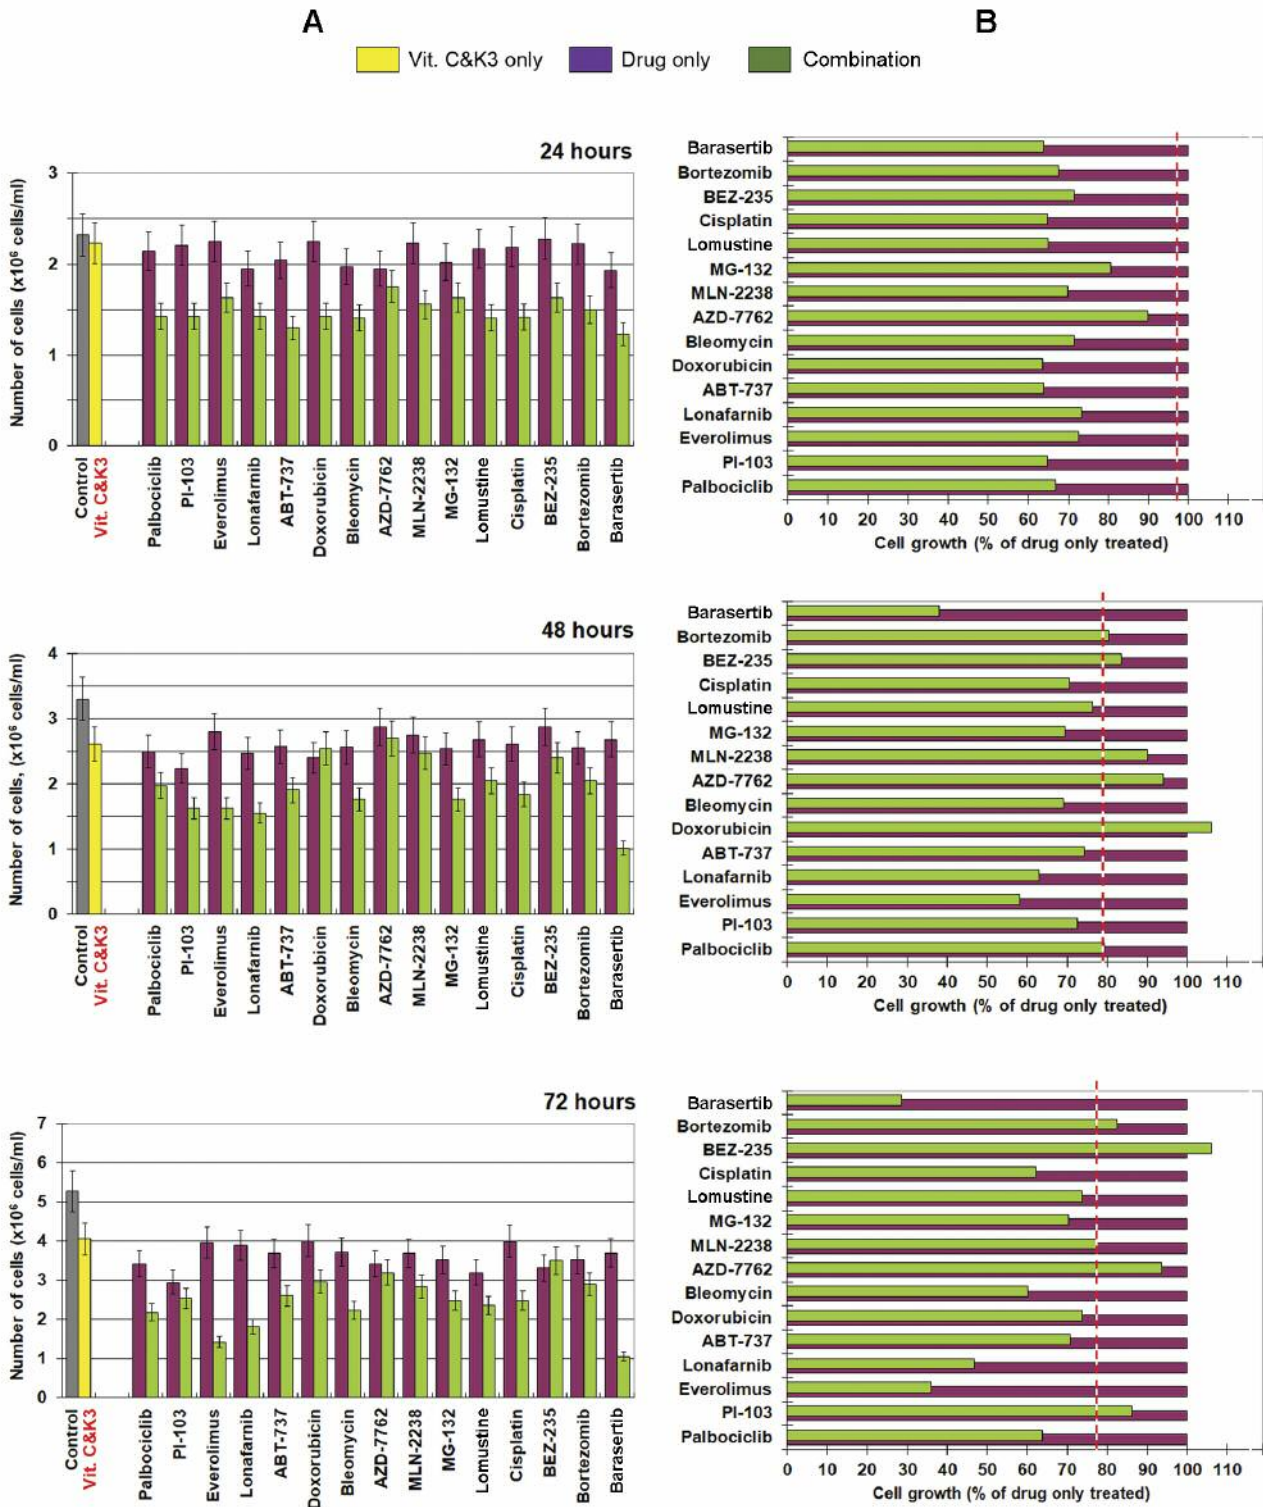 A
B
Vit. C&K3 only
Drug only
Combination
24 hours
Number of cells (x10⁶ cells/ml)
3
2
1
0
Control
Vit. C&K3
Palbociclib
PI-103
Everolimus
Lonafarnib
ABT-737
Doxorubicin
Bleomycin
AZD-7762
MLN-2238
MG-132
Lomustine
Cisplatin
BEZ-235
Bortezomib
Barasertib
Barasertib
Bortezomib
BEZ-235
Cisplatin
Lomustine
MG-132
MLN-2238
AZD-7762
Bleomycin
Doxorubicin
ABT-737
Lonafarnib
Everolimus
PI-103
Palbociclib
0 10 20 30 40 50 60 70 80 90 100 110
Cell growth (% of drug only treated)
48 hours
Number of cells, (x10⁶ cells/ml)
4
3
2
1
0
Control
Vit. C&K3
Palbociclib
PI-103
Everolimus
Lonafarnib
ABT-737
Doxorubicin
Bleomycin
AZD-7762
MLN-2238
MG-132
Lomustine
Cisplatin
BEZ-235
Bortezomib
Barasertib
Barasertib
Bortezomib
BEZ-235
Cisplatin
Lomustine
MG-132
MLN-2238
AZD-7762
Bleomycin
Doxorubicin
ABT-737
Lonafarnib
Everolimus
PI-103
Palbociclib
0 10 20 30 40 50 60 70 80 90 100 110
Cell growth (% of drug only treated)
72 hours
Number of cells (x10⁶ cells/ml)
7
6
5
4
3
2
1
0
Control
Vit. C&K3
Palbociclib
PI-103
Everolimus
Lonafarnib
ABT-737
Doxorubicin
Bleomycin
AZD-7762
MLN-2238
MG-132
Lomustine
Cisplatin
BEZ-235
Bortezomib
Barasertib
Barasertib
Bortezomib
BEZ-235
Cisplatin
Lomustine
MG-132
MLN-2238
AZD-7762
Bleomycin
Doxorubicin
ABT-737
Lonafarnib
Everolimus
PI-103
Palbociclib
0 10 20 30 40 50 60 70 80 90 100 110
Cell growth (% of drug only treated)